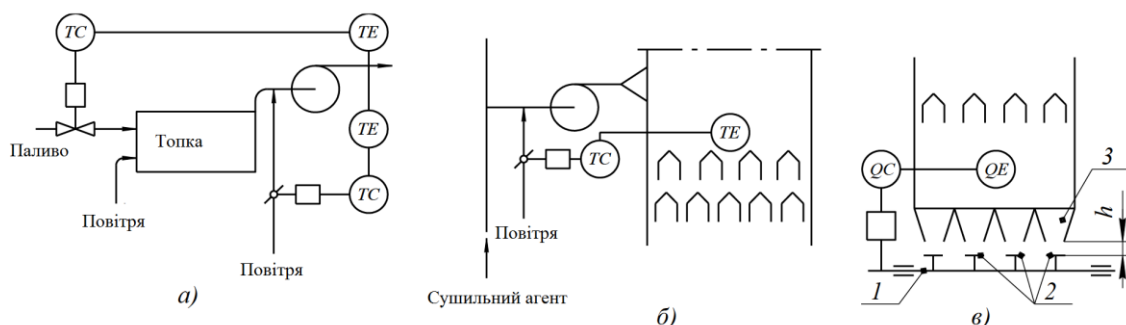 TC
TE
Топка
Паливо
TE
TC
Повітря
Повітря
а)
TE
TC
Повітря
Сушильний агент
б)
QC
QE
3
h
1
2
в)